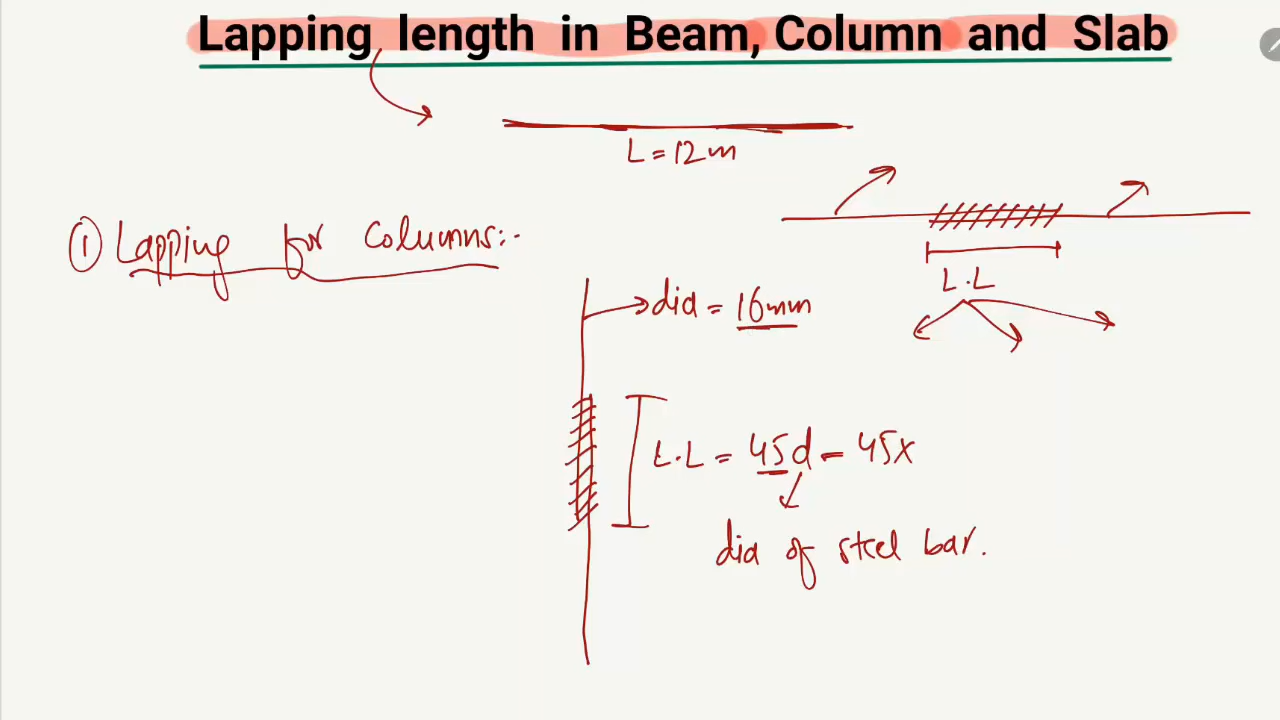 Lapping length in Beam, Column and Slab
L = 12m
① Lapping for Columns:-
L.L
dia = 16mm
L.L = 45d = 45x
dia of steel bar.